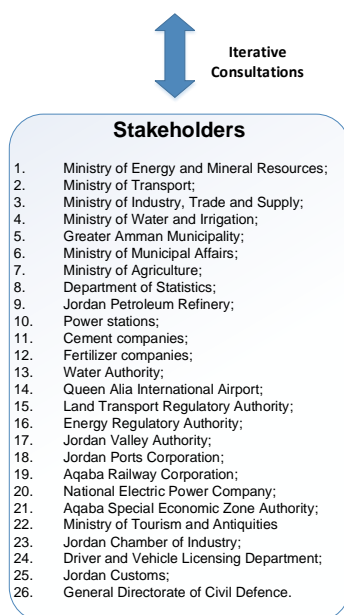 Iterative
Consultations
Stakeholders
1. Ministry of Energy and Mineral Resources;
2. Ministry of Transport;
3. Ministry of Industry, Trade and Supply;
4. Ministry of Water and Irrigation;
5. Greater Amman Municipality;
6. Ministry of Municipal Affairs;
7. Ministry of Agriculture;
8. Department of Statistics;
9. Jordan Petroleum Refinery;
10. Power stations;
11. Cement companies;
12. Fertilizer companies;
13. Water Authority;
14. Queen Alia International Airport;
15. Land Transport Regulatory Authority;
16. Energy Regulatory Authority;
17. Jordan Valley Authority;
18. Jordan Ports Corporation;
19. Aqaba Railway Corporation;
20. National Electric Power Company;
21. Aqaba Special Economic Zone Authority;
22. Ministry of Tourism and Antiquities
23. Jordan Chamber of Industry;
24. Driver and Vehicle Licensing Department;
25. Jordan Customs;
26. General Directorate of Civil Defence.